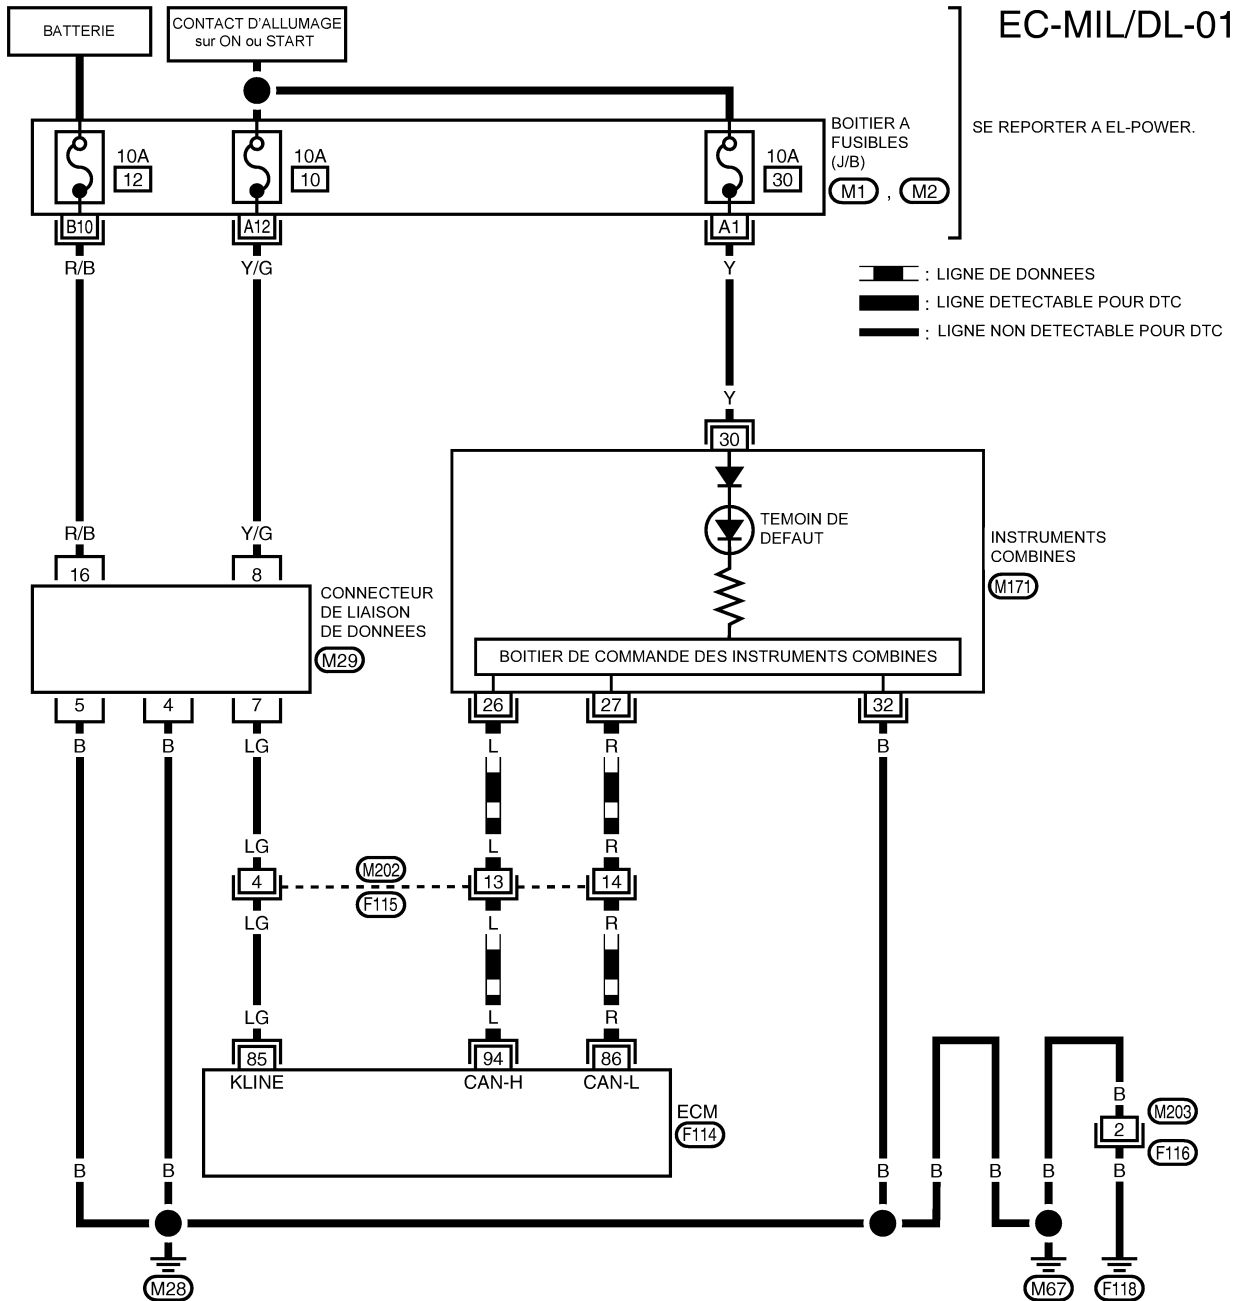 EC-MIL/DL-01
BATTERIE
CONTACT D'ALLUMAGE
sur ON ou START
SE REPORTER A EL-POWER.
BOITIER A
FUSIBLES
(J/B)
M1 , M2
10A
12
10A
10
10A
30
B10
A12
A1
R/B
Y/G
Y
: LIGNE DE DONNEES
: LIGNE DETECTABLE POUR DTC
: LIGNE NON DETECTABLE POUR DTC
Y
30
R/B
Y/G
16
8
CONNECTEUR
DE LIAISON
DE DONNEES
M29
TEMOIN DE
DEFAUT
INSTRUMENTS
COMBINES
M171
BOITIER DE COMMANDE DES INSTRUMENTS COMBINES
5
4
7
26
27
32
B
B
LG
L
R
B
LG
L
R
4
M202
F115
13
14
LG
L
R
LG
L
R
85
94
86
KLINE
CAN-H
CAN-L
ECM
F114
B
M203
2
F116
B
B
B
B
B
B
B
M28
M67
F118